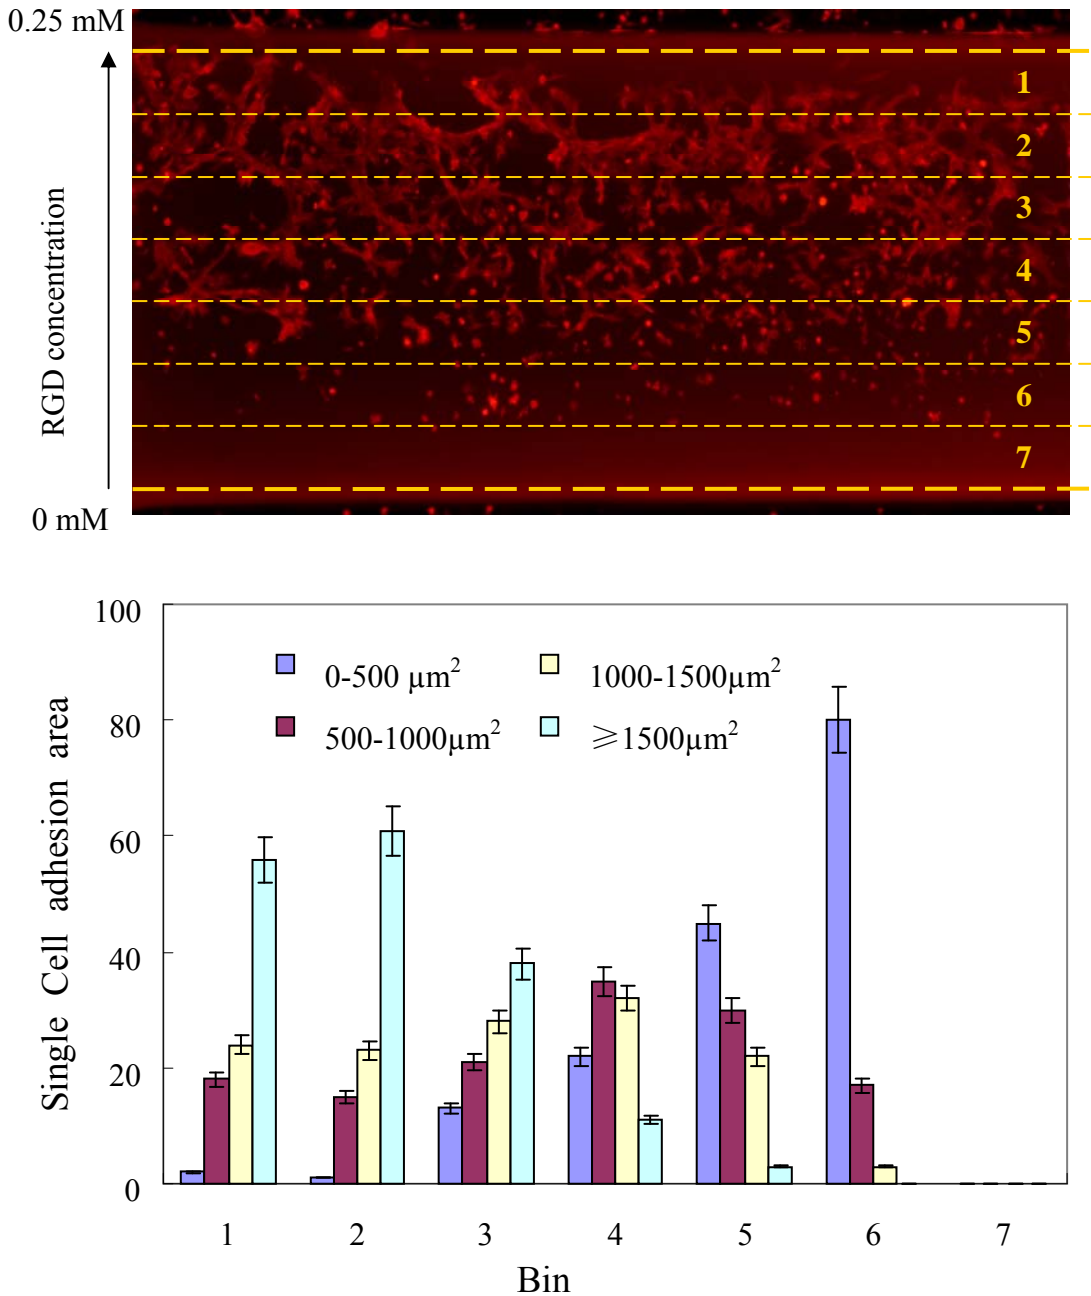 0.25 mM
1
2
3
4
5
6
7
RGD concentration
0 mM
100
80
60
40
20
0
Single Cell adhesion area
0-500 µm²
1000-1500µm²
500-1000µm²
⩾1500µm²
1 2 3 4 5 6 7
Bin